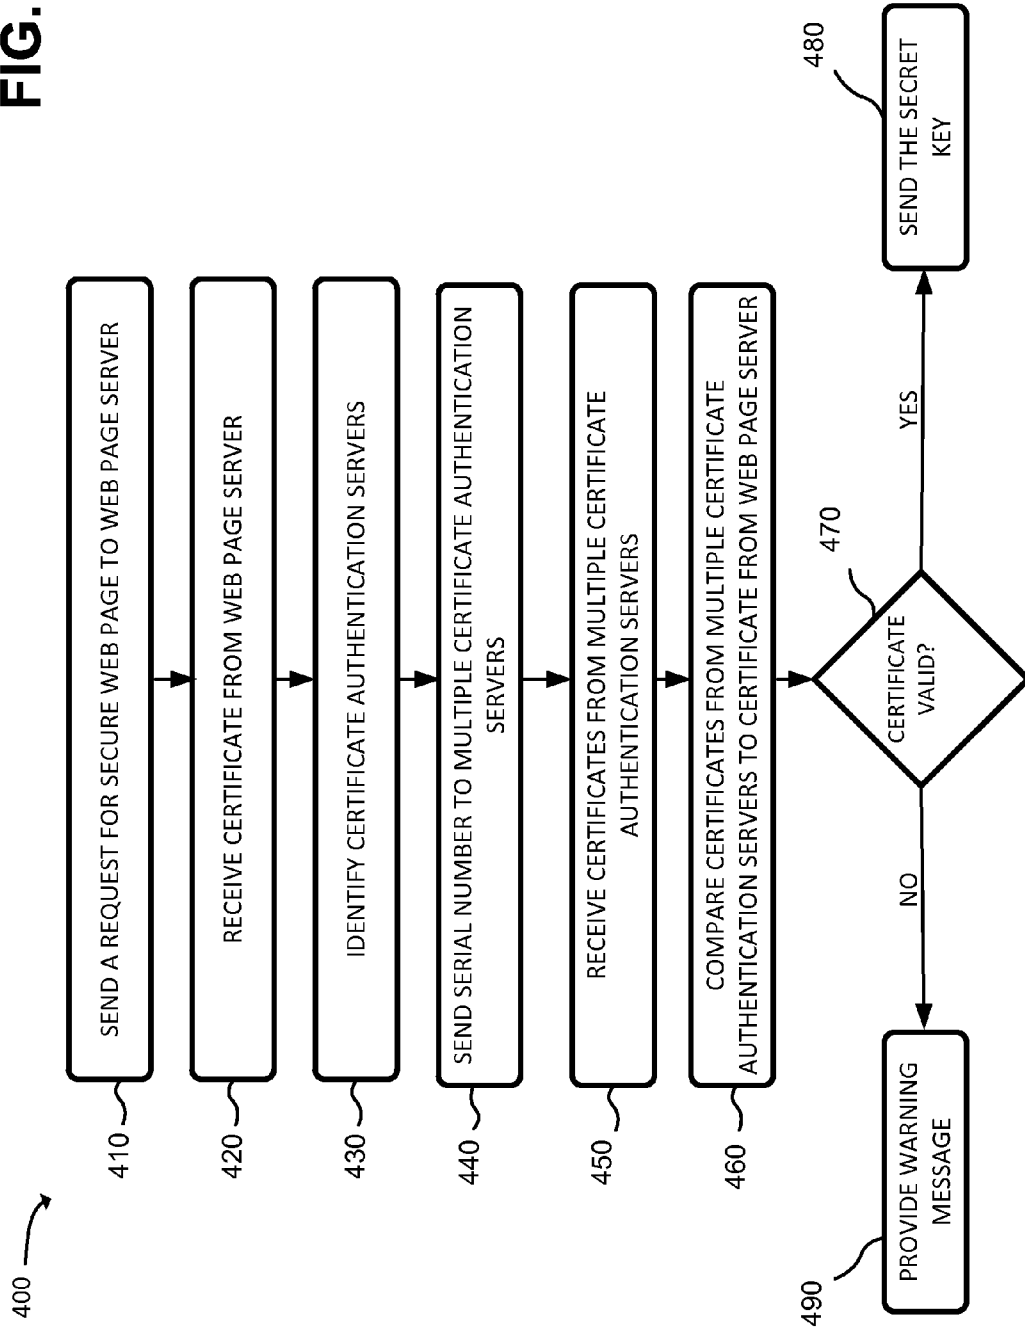 FIG.
400
410
SEND A REQUEST FOR SECURE WEB PAGE TO WEB PAGE SERVER
420
RECEIVE CERTIFICATE FROM WEB PAGE SERVER
430
IDENTIFY CERTIFICATE AUTHENTICATION SERVERS
440
SEND SERIAL NUMBER TO MULTIPLE CERTIFICATE AUTHENTICATION
SERVERS
450
RECEIVE CERTIFICATES FROM MULTIPLE CERTIFICATE
AUTHENTICATION SERVERS
460
COMPARE CERTIFICATES FROM MULTIPLE CERTIFICATE
AUTHENTICATION SERVERS TO CERTIFICATE FROM WEB PAGE SERVER
470
CERTIFICATE
VALID?
NO
YES
490
PROVIDE WARNING
MESSAGE
480
SEND THE SECRET
KEY